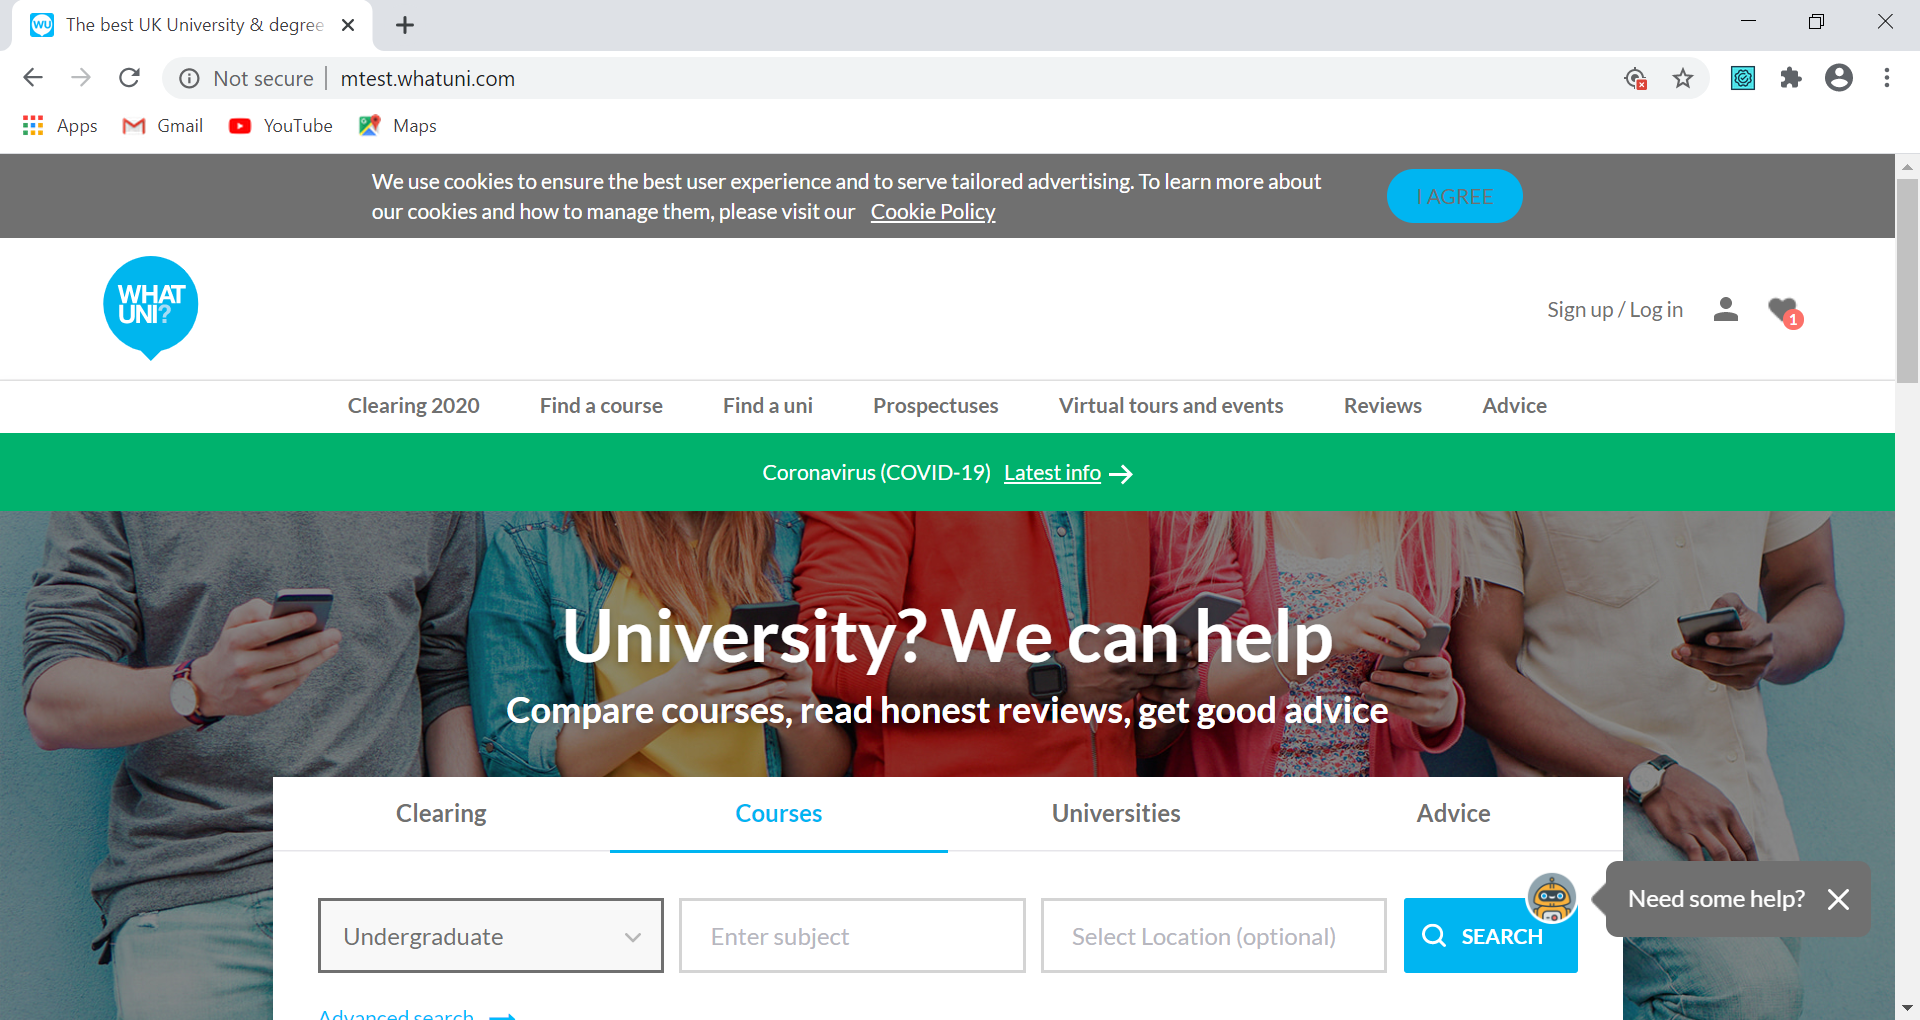 The best UK University & degree
Not secure | mtest.whatuni.com
Apps Gmail YouTube Maps
We use cookies to ensure the best user experience and to serve tailored advertising. To learn more about
our cookies and how to manage them, please visit our Cookie Policy
I AGREE
WHAT
UNI?
Sign up / Log in
1
Clearing 2020 Find a course Find a uni Prospectuses Virtual tours and events Reviews Advice
Coronavirus (COVID-19) Latest info
University? We can help
Compare courses, read honest reviews, get good advice
Clearing Courses Universities Advice
Need some help?
Undergraduate Enter subject Select Location (optional) SEARCH
Advanced search